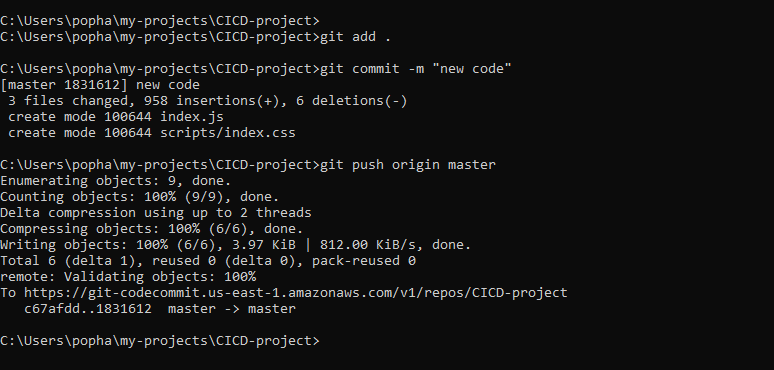 C:\Users\popha\my-projects\CICD-project>
C:\Users\popha\my-projects\CICD-project>git add .
C:\Users\popha\my-projects\CICD-project>git commit -m "new code"
[master 1831612] new code
 3 files changed, 958 insertions(+), 6 deletions(-)
 create mode 100644 index.js
 create mode 100644 scripts/index.css
C:\Users\popha\my-projects\CICD-project>git push origin master
Enumerating objects: 9, done.
Counting objects: 100% (9/9), done.
Delta compression using up to 2 threads
Compressing objects: 100% (6/6), done.
Writing objects: 100% (6/6), 3.97 KiB | 812.00 KiB/s, done.
Total 6 (delta 1), reused 0 (delta 0), pack-reused 0
remote: Validating objects: 100%
To https://git-codecommit.us-east-1.amazonaws.com/v1/repos/CICD-project
   c67afdd..1831612  master -> master
C:\Users\popha\my-projects\CICD-project>